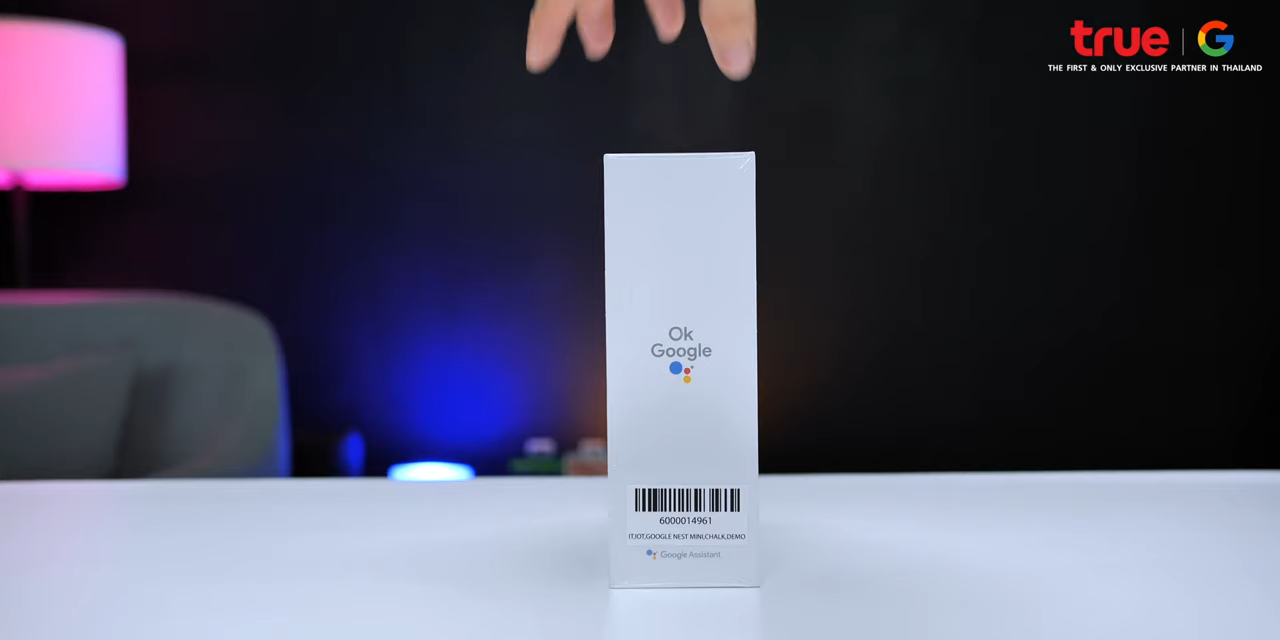 true
G
THE FIRST & ONLY EXCLUSIVE PARTNER IN THAILAND
Ok
Google
6000014961
IT,IOT,GOOGLE NEST MINI,CHALK,DEMO
Google Assistant